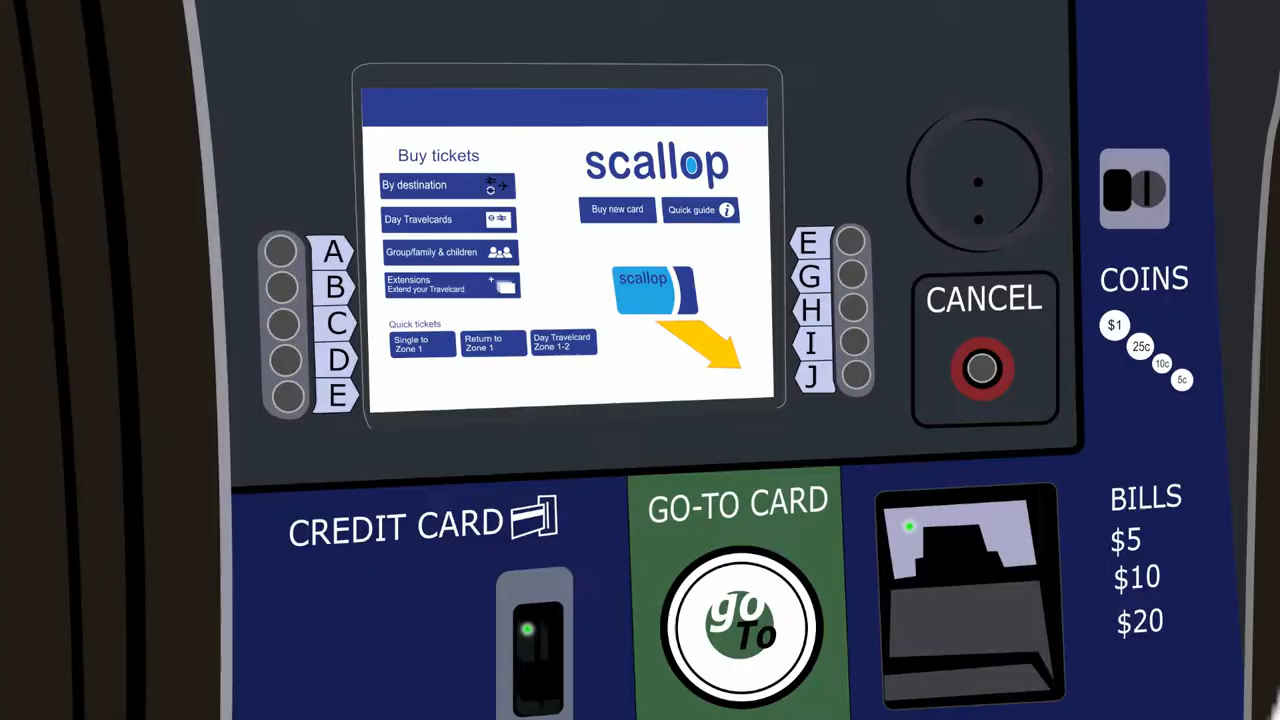 Buy tickets
By destination
Day Travelcards
Group/family & children
Extensions
Extend your Travelcard
Quick tickets
Single to
Zone 1
Return to
Zone 1
Day Travelcard
Zone 1-2
scallop
Buy new card
Quick guide i
scallop
A
B
C
D
E
E
G
H
I
J
CANCEL
COINS
$1
25c
10c
5c
CREDIT CARD
GO-TO CARD
go
To
BILLS
$5
$10
$20